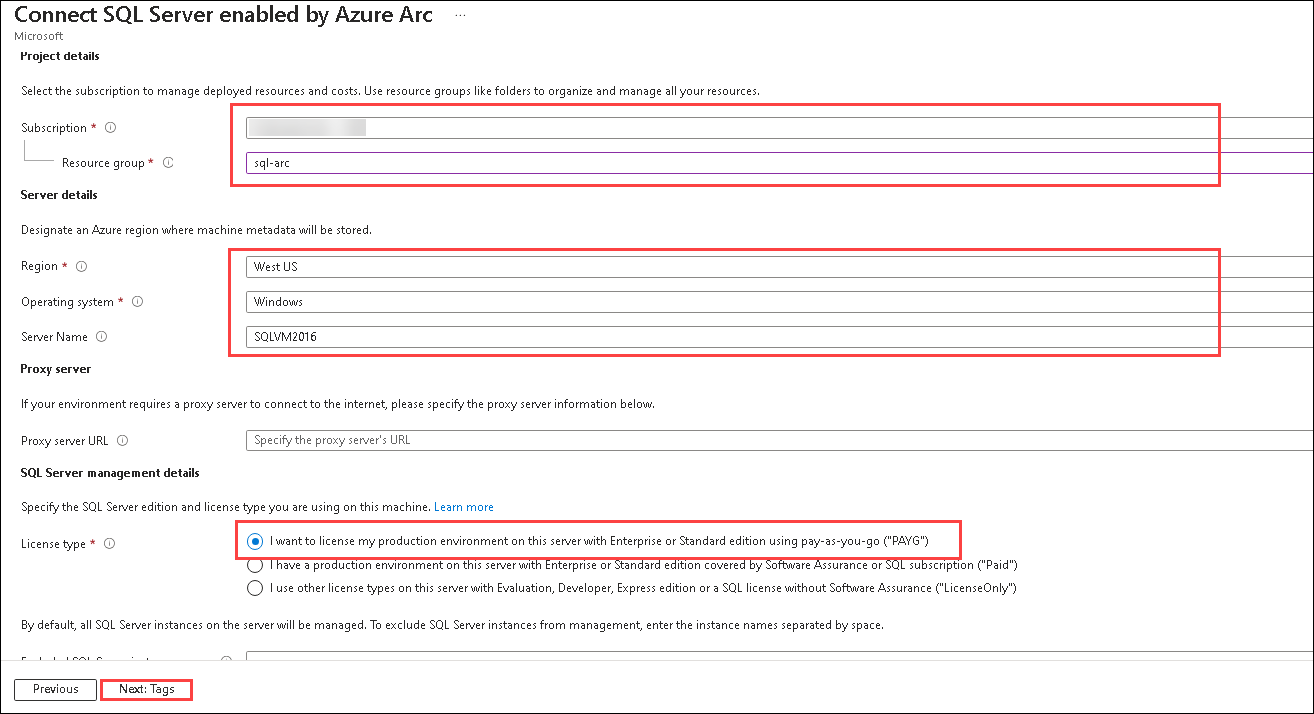 Connect SQL Server enabled by Azure Arc ...
Microsoft
Project details
Select the subscription to manage deployed resources and costs. Use resource groups like folders to organize and manage all your resources.
Subscription *
Resource group *
sql-arc
Server details
Designate an Azure region where machine metadata will be stored.
Region *
West US
Operating system *
Windows
Server Name
SQLVM2016
Proxy server
If your environment requires a proxy server to connect to the internet, please specify the proxy server information below.
Proxy server URL
Specify the proxy server's URL
SQL Server management details
Specify the SQL Server edition and license type you are using on this machine. Learn more
License type *
I want to license my production environment on this server with Enterprise or Standard edition using pay-as-you-go ("PAYG")
I have a production environment on this server with Enterprise or Standard edition covered by Software Assurance or SQL subscription ("Paid")
I use other license types on this server with Evaluation, Developer, Express edition or a SQL license without Software Assurance ("LicenseOnly")
By default, all SQL Server instances on the server will be managed. To exclude SQL Server instances from management, enter the instance names separated by space.
Previous
Next: Tags